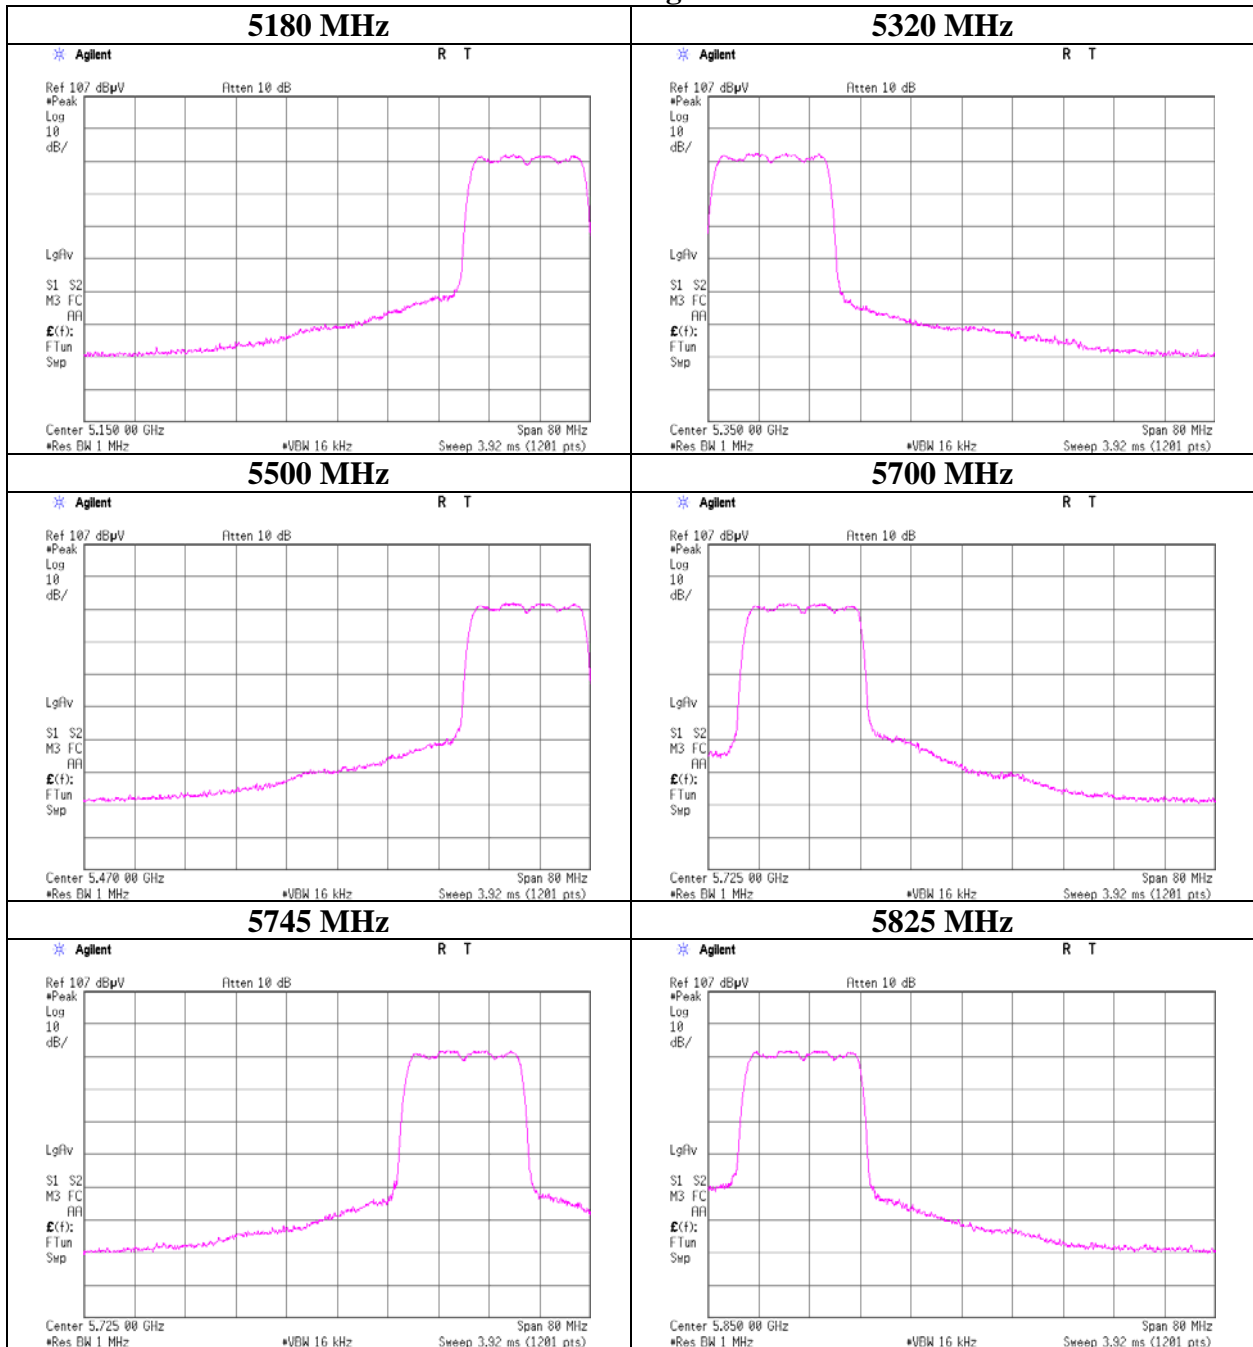 5180 MHz
5320 MHz
Agilent R T
Ref 107 dBµV Atten 10 dB
#Peak
Log
10
dB/
LgAv
S1 S2
M3 FC
AA
£(f):
FTun
Swp
Center 5.150 00 GHz Span 80 MHz
#Res BW 1 MHz #VBW 16 kHz Sweep 3.92 ms (1201 pts)
Agilent R T
Ref 107 dBµV Atten 10 dB
#Peak
Log
10
dB/
LgAv
S1 S2
M3 FC
AA
£(f):
FTun
Swp
Center 5.350 00 GHz Span 80 MHz
#Res BW 1 MHz #VBW 16 kHz Sweep 3.92 ms (1201 pts)
5500 MHz
5700 MHz
Agilent R T
Ref 107 dBµV Atten 10 dB
#Peak
Log
10
dB/
LgAv
S1 S2
M3 FC
AA
£(f):
FTun
Swp
Center 5.470 00 GHz Span 80 MHz
#Res BW 1 MHz #VBW 16 kHz Sweep 3.92 ms (1201 pts)
Agilent R T
Ref 107 dBµV Atten 10 dB
#Peak
Log
10
dB/
LgAv
S1 S2
M3 FC
AA
£(f):
FTun
Swp
Center 5.725 00 GHz Span 80 MHz
#Res BW 1 MHz #VBW 16 kHz Sweep 3.92 ms (1201 pts)
5745 MHz
5825 MHz
Agilent R T
Ref 107 dBµV Atten 10 dB
#Peak
Log
10
dB/
LgAv
S1 S2
M3 FC
AA
£(f):
FTun
Swp
Center 5.725 00 GHz Span 80 MHz
#Res BW 1 MHz #VBW 16 kHz Sweep 3.92 ms (1201 pts)
Agilent R T
Ref 107 dBµV Atten 10 dB
#Peak
Log
10
dB/
LgAv
S1 S2
M3 FC
AA
£(f):
FTun
Swp
Center 5.850 00 GHz Span 80 MHz
#Res BW 1 MHz #VBW 16 kHz Sweep 3.92 ms (1201 pts)